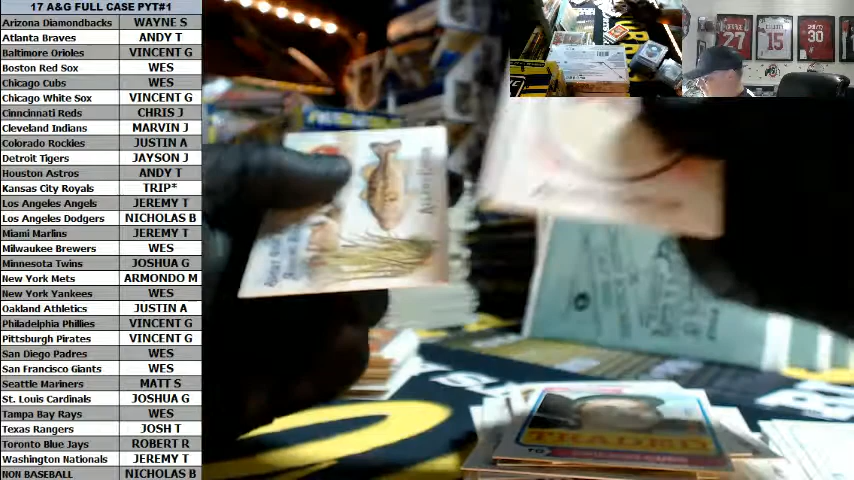 17 A&G FULL CASE PYT#1
Arizona Diamondbacks WAYNE S
Atlanta Braves ANDY T
Baltimore Orioles VINCENT G
Boston Red Sox WES
Chicago Cubs WES
Chicago White Sox VINCENT G
Cinncinnati Reds CHRIS J
Cleveland Indians MARVIN J
Colorado Rockies JUSTIN A
Detroit Tigers JAYSON J
Houston Astros ANDY T
Kansas City Royals TRIP*
Los Angeles Angels JEREMY T
Los Angeles Dodgers NICHOLAS B
Miami Marlins JEREMY T
Milwaukee Brewers WES
Minnesota Twins JOSHUA G
New York Mets ARMONDO M
New York Yankees WES
Oakland Athletics JUSTIN A
Philadelphia Phillies VINCENT G
Pittsburgh Pirates VINCENT G
San Diego Padres WES
San Francisco Giants WES
Seattle Mariners MATT S
St. Louis Cardinals JOSHUA G
Tampa Bay Rays WES
Texas Rangers JOSH T
Toronto Blue Jays ROBERT R
Washington Nationals JEREMY T
NON BASEBALL NICHOLAS B
27
15
30
TRADED